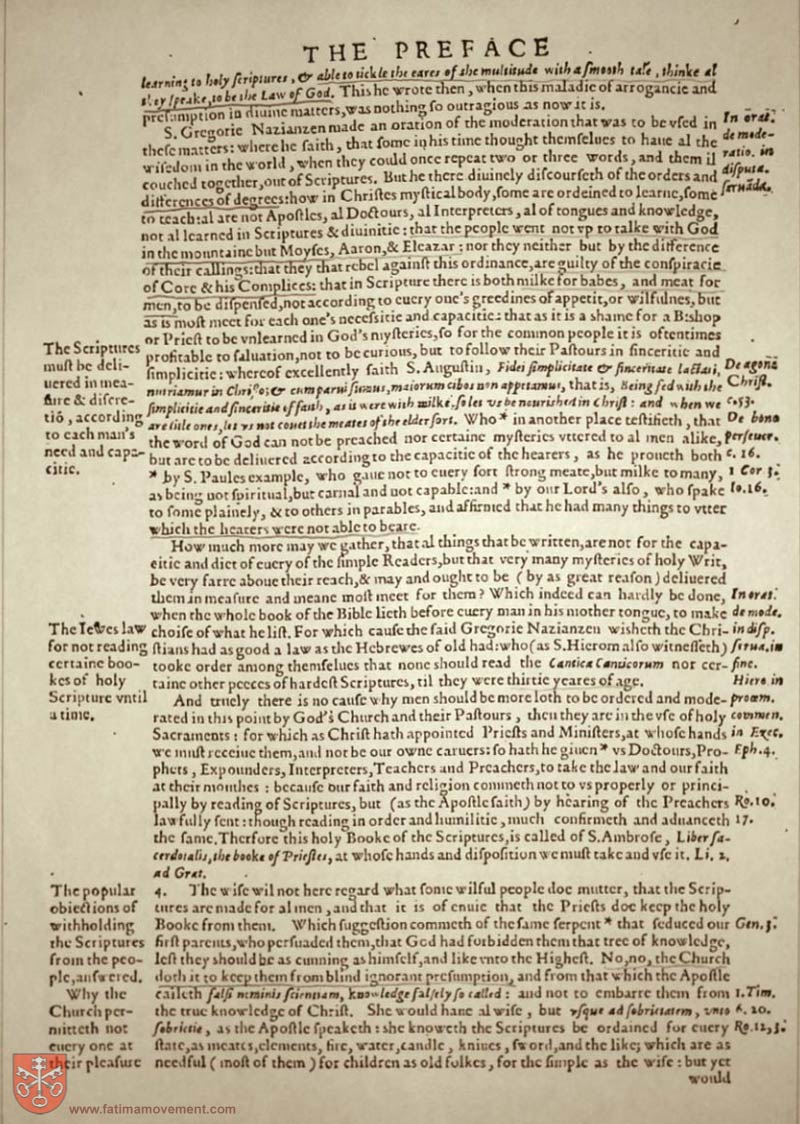 THE PREFACE
learning to holy ſcriptures, & able to tickle the eares of the multitude with a ſmooth tale, thinke al
they ſpeake, to be the Law of God. This he wrote then, when this maladie of arrogancie and
preſumption in diuine matters, was nothing ſo outragious as now it is.
S. Gregorie Nazianzen made an oration of the moderation that was to be vſed in
theſe matters: where he ſaith, that ſome in his time thought themſelues to haue al the
wiſedom in the world, when they could once repeat two or three words, and them il
couched together, out of Scriptures. But he there diuinely diſcourſeth of the orders and
differences of degrees: how in Chriſtes myſtical body, ſome are ordeined to learne, ſome
to teach: al are not Apoſtles, al Doctours, al Interpreters, al of tongues and knowledge,
not al learned in Scriptures & diuinitie: that the people went not vp to talke with God
in the mountaine but Moyſes, Aaron, & Eleazar: nor they neither but by the difference
of their callings: that they that rebel againſt this ordinance, are guilty of the conſpiracie
of Core & his Complices: that in Scripture there is both milke for babes, and meat for
men, to be diſpenſed, not according to euery one's greedines of appetit, or wilfulnes, but
as is moſt meet for each one's neceſsitie and capacitie: that as it is a ſhame for a Biſhop
or Prieſt to be vnlearned in God's myſteries, ſo for the common people it is oftentimes
profitable to ſaluation, not to be curious, but to follow their Paſtours in ſinceritie and
ſimplicitie: whereof excellently ſaith S. Auguſtin, Fidei ſimplicitate & ſinceritate lactati,
nutriamur in Chriſto; & cum parui ſumus, maiorum cibos non appetamus, that is, Being fed with the
ſimplicitie and ſinceritie of faith, as it were with milke, ſo let vs be nouriſhed in Chriſt: and when we
are litle ones, let vs not couet the meates of the elder ſort. Who * in another place teſtifieth, that
the word of God can not be preached nor certaine myſteries vttered to al men alike,
but are to be deliuered according to the capacitie of the hearers, as he proueth both
* by S. Paules example, who gaue not to euery ſort ſtrong meate, but milke to many,
as being not ſpiritual, but carnal and not capable: and * by our Lord's alſo, who ſpake
to ſome plainely, & to others in parables, and affirmed that he had many things to vtter
which the hearers were not able to beare.
How much more may we gather, that al things that be written, are not for the capa-
citie and diet of euery of the ſimple Readers, but that very many myſteries of holy Writ,
be very farre aboue their reach, & may and ought to be (by as great reaſon) deliuered
them in meaſure and meane moſt meet for them? Which indeed can hardly be done,
when the whole book of the Bible lieth before euery man in his mother tongue, to make
choiſe of what he liſt. For which cauſe the ſaid Gregorie Nazianzen wiſheth the Chri-
ſtians had as good a law as the Hebrewes of old had: who (as S. Hierom alſo witneſſeth)
tooke order among themſelues that none ſhould read the Cantica Canticorum nor cer-
taine other peeces of hardeſt Scriptures, til they were thirtie yeares of age.
And truely there is no cauſe why men ſhould be more loth to be ordered and mode-
rated in this point by God's Church and their Paſtours, then they are in the vſe of holy
Sacraments: for which as Chriſt hath appointed Prieſts and Miniſters, at whoſe hands
we muſt receiue them, and not be our owne caruers: ſo hath he giuen * vs Doctours, Pro-
phets, Expounders, Interpreters, Teachers and Preachers, to take the law and our faith
at their mouthes: becauſe our faith and religion commeth not to vs properly or princi-
pally by reading of Scriptures, but (as the Apoſtle ſaith) by hearing of the Preachers
lawfully ſent: though reading in order and humilitie, much confirmeth and aduanceth
the ſame. Therfore this holy Booke of the Scriptures, is called of S. Ambroſe, Liber ſa-
cerdotalis, the booke of Prieſtes, at whoſe hands and diſpoſition we muſt take and vſe it. Li. 2.
ad Grat.
4. The wiſe wil not here regard what ſome wilful people doe mutter, that the Scrip-
tures are made for al men, and that it is of enuie that the Prieſts doe keep the holy
Booke from them. Which ſuggeſtion commeth of the ſame ſerpent * that ſeduced our
firſt parents, who perſuaded them, that God had forbidden them that tree of knowledge,
leſt they ſhould be as cunning as himſelf, and like vnto the Higheſt. No, no, the Church
doth it to keep them from blind ignorant preſumption, and from that which the Apoſtle
calleth falſi nominis ſcientiam, knowledge falſely ſo called: and not to embarre them from
the true knowledge of Chriſt. She would haue al wiſe, but vſque ad ſobrietatem, vnto
ſobrietie, as the Apoſtle ſpeaketh: ſhe knoweth the Scriptures be ordained for euery
ſtate, as meates, elements, fire, water, candle, kniues, ſword, and the like; which are as
needful (moſt of them) for children as old folkes, for the ſimple as the wiſe: but yet
would
The Scriptures
muſt be deli-
uered in mea-
ſure & diſcre-
tiō, according
to each man's
need and capa-
citie.
The Iewes law
for not reading
certaine boo-
kes of holy
Scripture vntil
a time.
The popular
obiections of
withholding
the Scriptures
from the peo-
ple, anſwered.
Why the
Church per-
mitteth not
euery one at
their pleaſure
In orat.
de mode-
ratio. in
diſputa.
ſeruāda.
De agone
Chriſt.
c. 33.
De bono
perſeuer.
c. 16.
1 Cor 3.
Io. 16.
In orat.
de mode.
in diſp.
ſerua. in
fine.
Hiero in
proœm.
commen.
in Ezec.
Eph. 4.
Ro. 10.
17.
Gen. 3.
1. Tim.
6. 20.
Ro. 12, 3.
www.fatimamovement.com